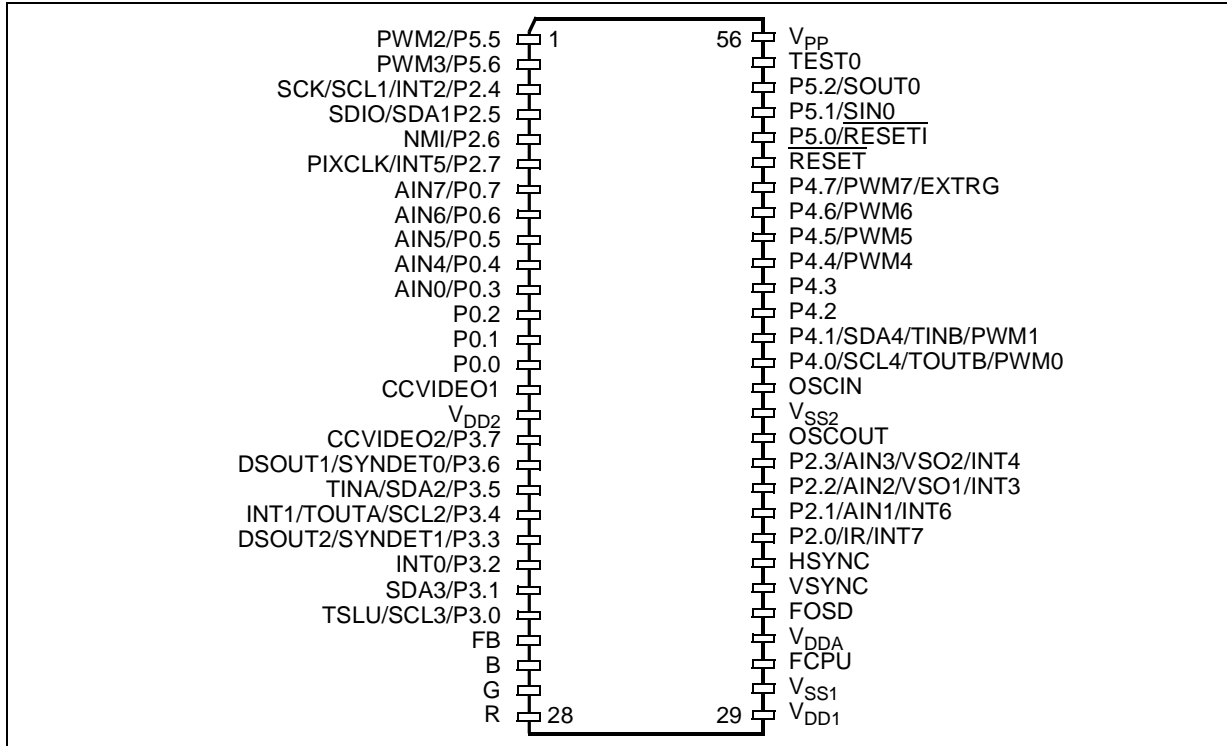 PWM2/P5.5 1 56 VPP
PWM3/P5.6 TEST0
SCK/SCL1/INT2/P2.4 P5.2/SOUT0
SDIO/SDA1P2.5 P5.1/SIN0
NMI/P2.6 P5.0/RESETI
PIXCLK/INT5/P2.7 RESET
AIN7/P0.7 P4.7/PWM7/EXTRG
AIN6/P0.6 P4.6/PWM6
AIN5/P0.5 P4.5/PWM5
AIN4/P0.4 P4.4/PWM4
AIN0/P0.3 P4.3
P0.2 P4.2
P0.1 P4.1/SDA4/TINB/PWM1
P0.0 P4.0/SCL4/TOUTB/PWM0
CCVIDEO1 OSCIN
VDD2 VSS2
CCVIDEO2/P3.7 OSCOUT
DSOUT1/SYNDET0/P3.6 P2.3/AIN3/VSO2/INT4
TINA/SDA2/P3.5 P2.2/AIN2/VSO1/INT3
INT1/TOUTA/SCL2/P3.4 P2.1/AIN1/INT6
DSOUT2/SYNDET1/P3.3 P2.0/IR/INT7
INT0/P3.2 HSYNC
SDA3/P3.1 VSYNC
TSLU/SCL3/P3.0 FOSD
FB VDDA
B FCPU
G VSS1
R 28 29 VDD1